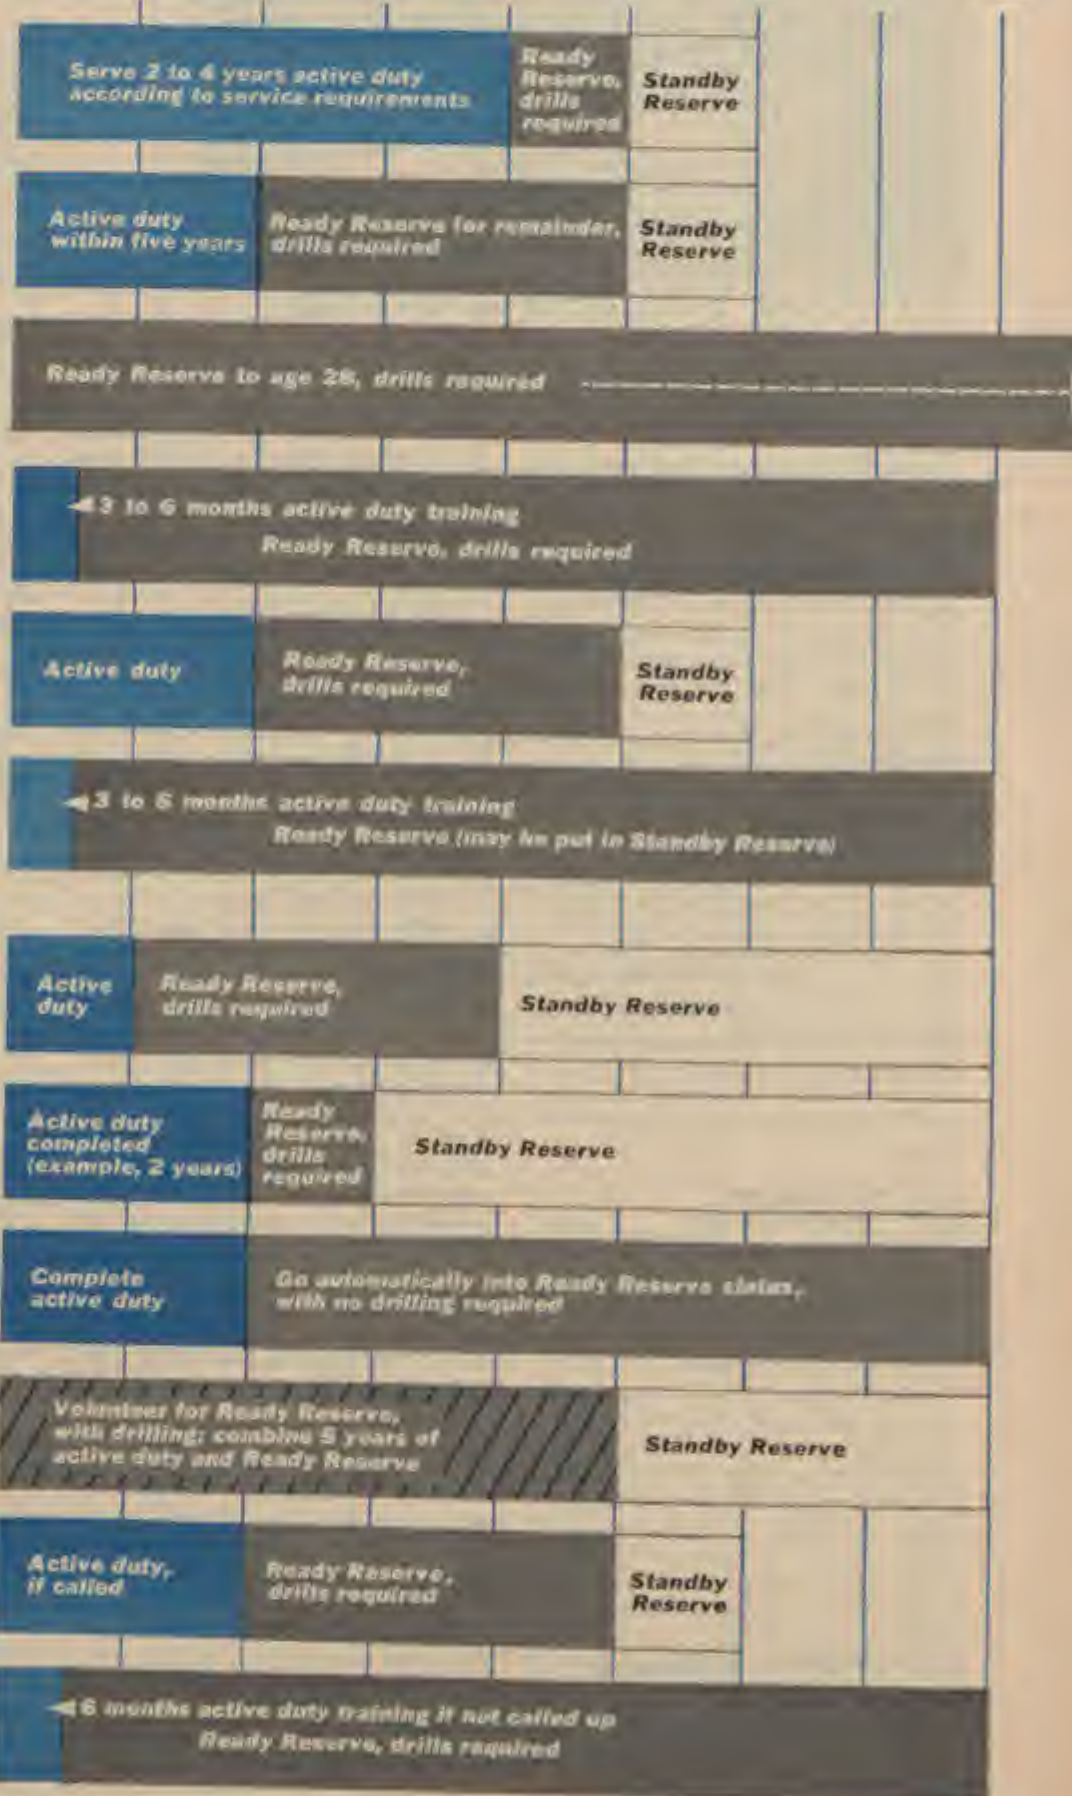 Serve 2 to 4 years active duty
according to service requirements
Ready
Reserve,
drills
required
Standby
Reserve
Active duty
within five years
Ready Reserve for remainder,
drills required
Standby
Reserve
Ready Reserve to age 28, drills required
3 to 6 months active duty training
Ready Reserve, drills required
Active duty
Ready Reserve,
drills required
Standby
Reserve
3 to 6 months active duty training
Ready Reserve (may be put in Standby Reserve)
Active
duty
Ready Reserve,
drills required
Standby Reserve
Active duty
completed
(example, 2 years)
Ready
Reserve,
drills
required
Standby Reserve
Complete
active duty
Go automatically into Ready Reserve status,
with no drilling required
Volunteer for Ready Reserve,
with drilling; combine 5 years of
active duty and Ready Reserve
Standby Reserve
Active duty,
if called
Ready Reserve,
drills required
Standby
Reserve
6 months active duty training if not called up
Ready Reserve, drills required